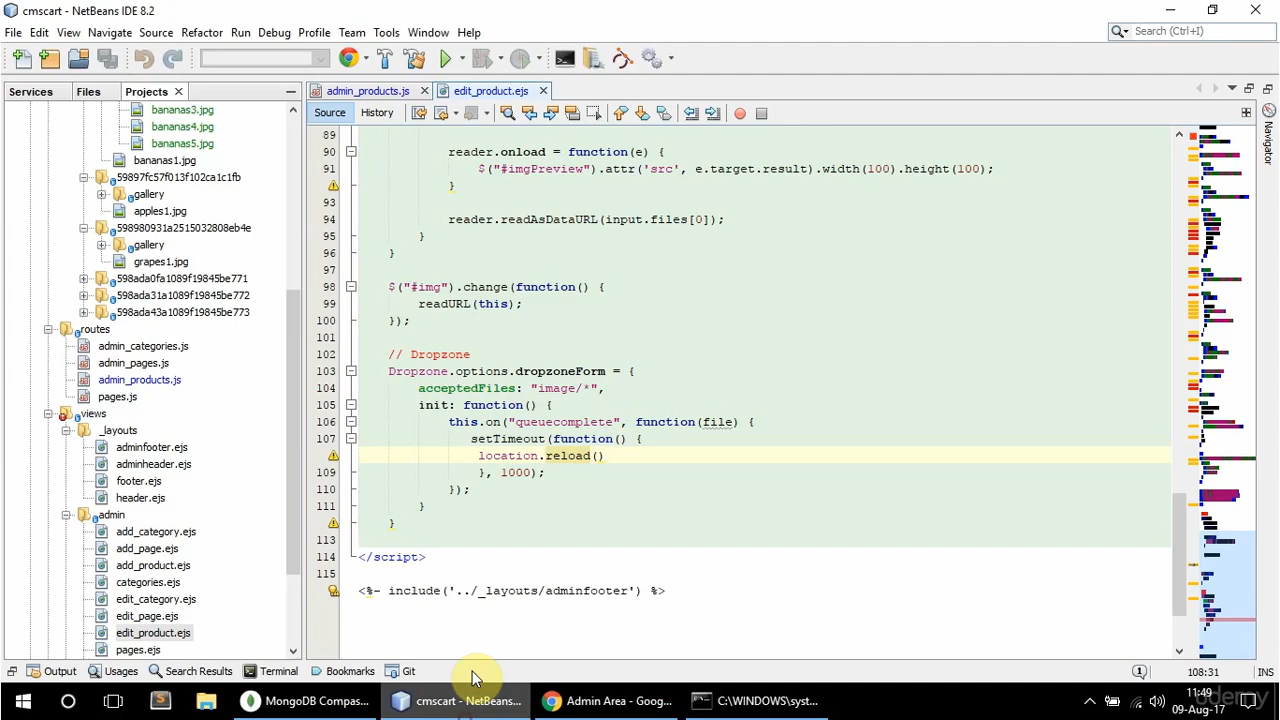 cmscart - NetBeans IDE 8.2
File Edit View Navigate Source Refactor Run Debug Profile Team Tools Window Help
Search (Ctrl+I)
Services Files Projects
admin_products.js edit_product.ejs
Source History
Navigator
bananas3.jpg
bananas4.jpg
bananas5.jpg
bananas1.jpg
59897fc57f013f102ca1c1fb
gallery
apples1.jpg
598980931a2515032808eb4e
gallery
grapes1.jpg
598ada0fa1089f19845be771
598ada31a1089f19845be772
598ada43a1089f19845be773
routes
admin_categories.js
admin_pages.js
admin_products.js
pages.js
views
_layouts
adminfooter.ejs
adminheader.ejs
footer.ejs
header.ejs
admin
add_category.ejs
add_page.ejs
add_product.ejs
categories.ejs
edit_category.ejs
edit_page.ejs
edit_product.ejs
pages.ejs
89
90 reader.onload = function(e) {
91 $("#imgPreview").attr('src', e.target.result).width(100).height(100);
}
93
94 reader.readAsDataURL(input.files[0]);
95 }
96 }
97
98 $("#img").change(function() {
99 readURL(this);
100 });
101
102 // Dropzone
103 Dropzone.options.dropzoneForm = {
104 acceptedFiles: "image/*",
105 init: function() {
106 this.on("queuecomplete", function(file) {
107 setTimeout(function() {
location.reload()
109 }, 1000);
110 });
111 }
}
113
114 </script>
115
<%- include('../_layouts/adminfooter') %>
Output Usages Search Results Terminal Bookmarks Git
1 108:31
MongoDB Compas... cmscart - NetBeans... Admin Area - Goog... C:\WINDOWS\syst...
11:49
09-Aug-17
udemy